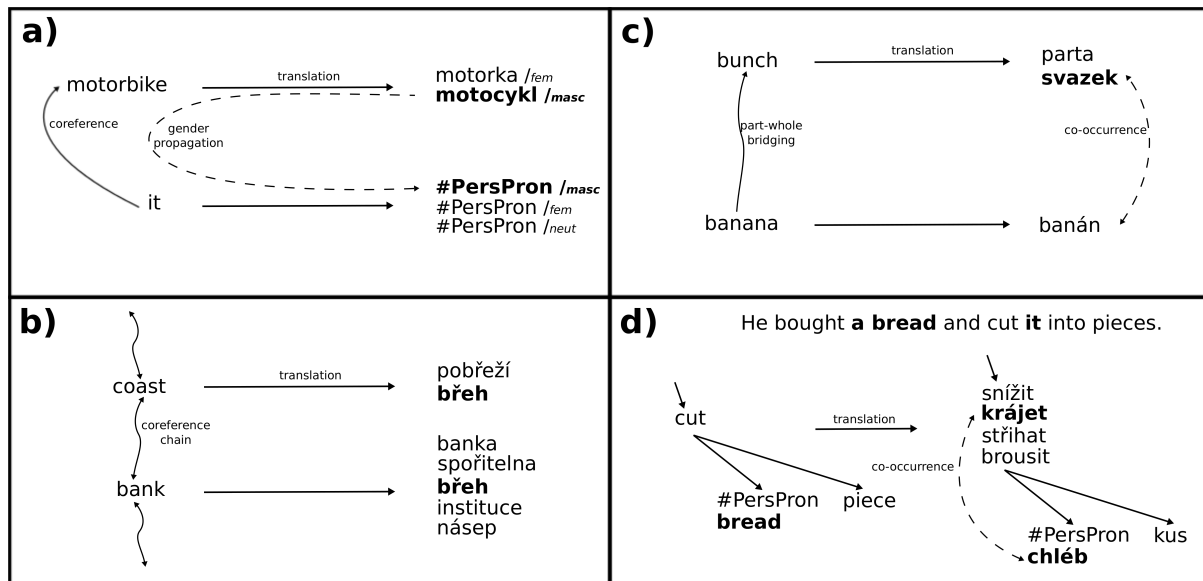 a)
motorbike
translation
motorka /fem
motocykl /masc
coreference
gender
propagation
it
#PersPron /masc
#PersPron /fem
#PersPron /neut
c)
bunch
translation
parta
svazek
part-whole
bridging
co-occurrence
banana
banán
b)
coast
translation
pobřeží
břeh
coreference
chain
bank
banka
spořitelna
břeh
instituce
násep
d)
He bought a bread and cut it into pieces.
cut
translation
snížit
krájet
střihat
brousit
co-occurrence
#PersPron
bread
piece
#PersPron
chléb
kus